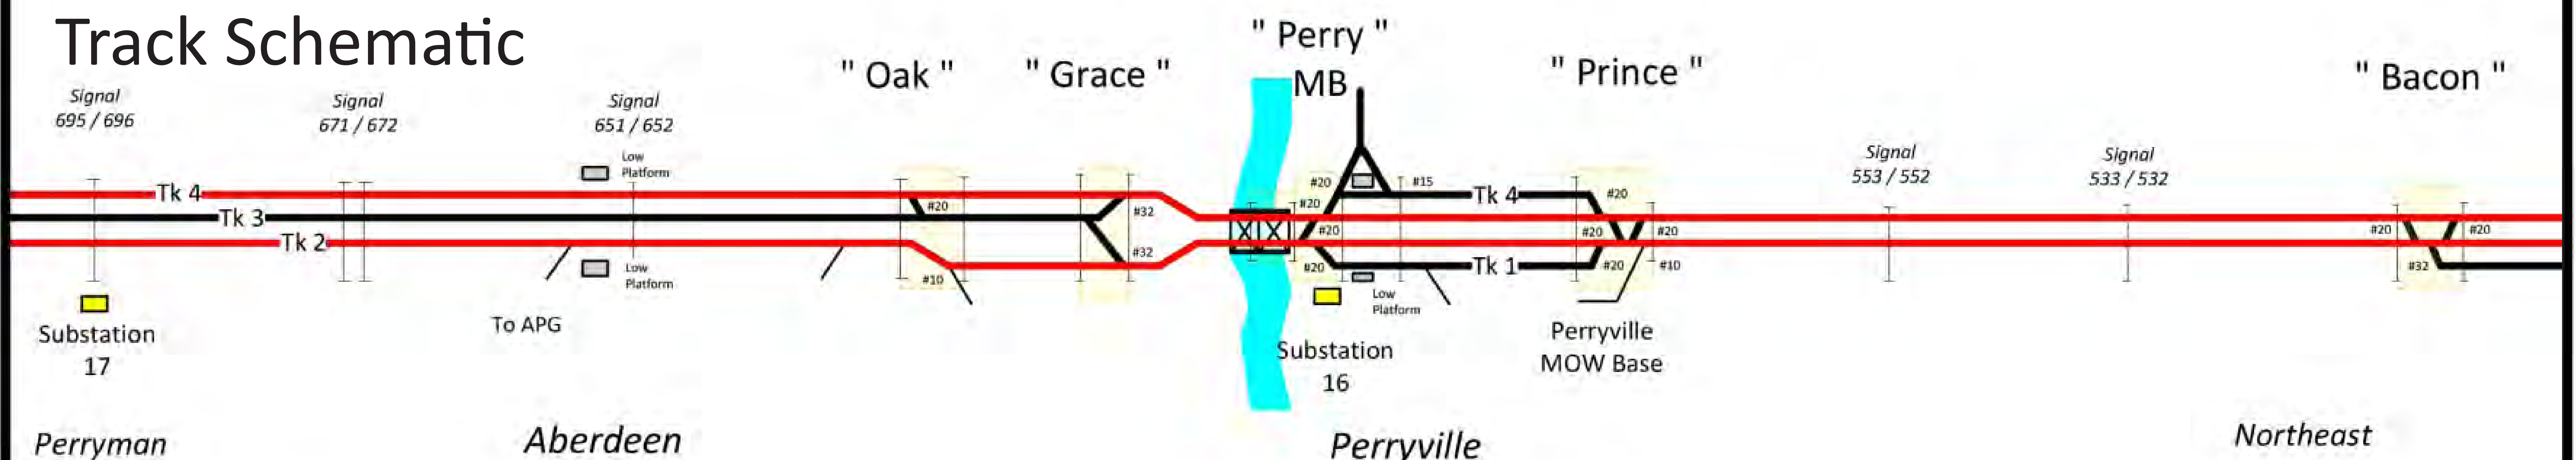 Track Schematic
" Perry "
MB
" Oak "
" Grace "
" Prince "
" Bacon "
Signal
695 / 696
Signal
671 / 672
Signal
651 / 652
Signal
553 / 552
Signal
533 / 532
Low
Platform
Tk 4
Tk 3
Tk 2
#20
#10
#32
#32
Low
Platform
#20
#20
#20
#20
#15
Tk 4
Tk 1
Low
Platform
#20
#20
#20
#20
#10
#20
#20
#32
Substation
17
To APG
Substation
16
Perryville
MOW Base
Perryman
Aberdeen
Perryville
Northeast